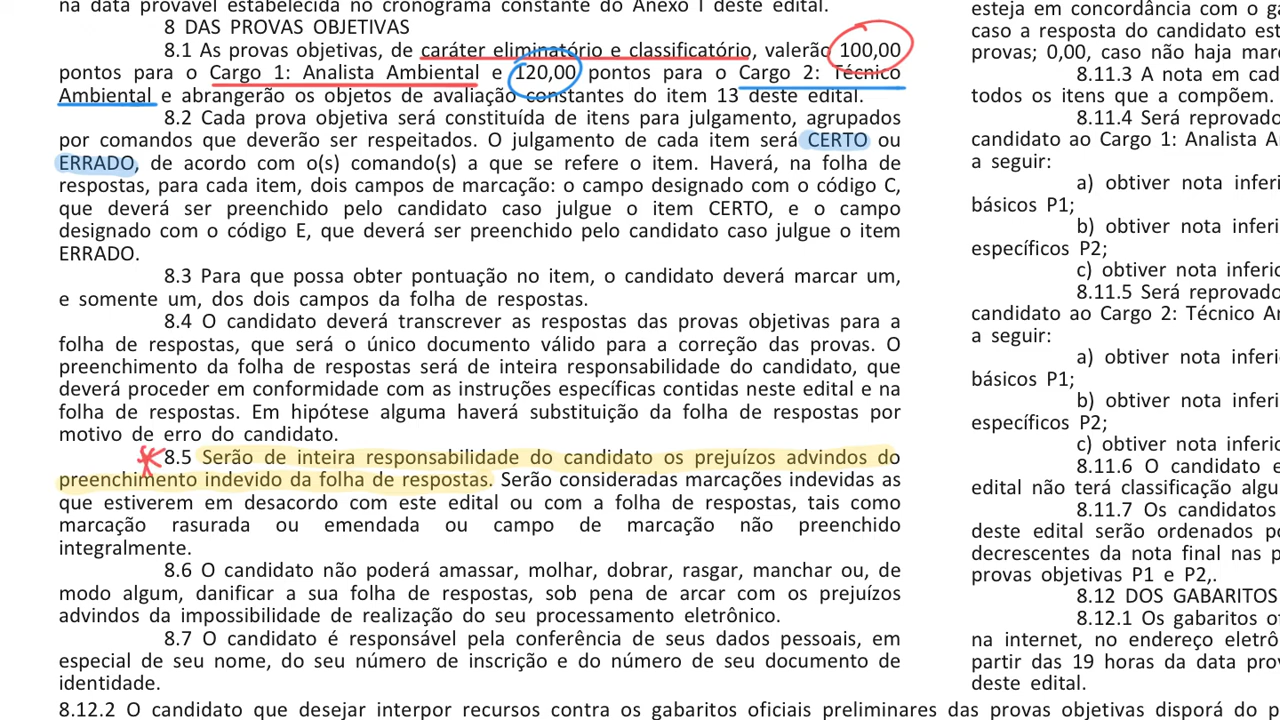 na data provável estabelecida no cronograma constante do Anexo I deste edital.
8 DAS PROVAS OBJETIVAS
8.1 As provas objetivas, de caráter eliminatório e classificatório, valerão 100,00
pontos para o Cargo 1: Analista Ambiental e 120,00 pontos para o Cargo 2: Técnico
Ambiental e abrangerão os objetos de avaliação constantes do item 13 deste edital.
8.2 Cada prova objetiva será constituída de itens para julgamento, agrupados
por comandos que deverão ser respeitados. O julgamento de cada item será CERTO ou
ERRADO, de acordo com o(s) comando(s) a que se refere o item. Haverá, na folha de
respostas, para cada item, dois campos de marcação: o campo designado com o código C,
que deverá ser preenchido pelo candidato caso julgue o item CERTO, e o campo
designado com o código E, que deverá ser preenchido pelo candidato caso julgue o item
ERRADO.
8.3 Para que possa obter pontuação no item, o candidato deverá marcar um,
e somente um, dos dois campos da folha de respostas.
8.4 O candidato deverá transcrever as respostas das provas objetivas para a
folha de respostas, que será o único documento válido para a correção das provas. O
preenchimento da folha de respostas será de inteira responsabilidade do candidato, que
deverá proceder em conformidade com as instruções específicas contidas neste edital e na
folha de respostas. Em hipótese alguma haverá substituição da folha de respostas por
motivo de erro do candidato.
8.5 Serão de inteira responsabilidade do candidato os prejuízos advindos do
preenchimento indevido da folha de respostas. Serão consideradas marcações indevidas as
que estiverem em desacordo com este edital ou com a folha de respostas, tais como
marcação rasurada ou emendada ou campo de marcação não preenchido
integralmente.
8.6 O candidato não poderá amassar, molhar, dobrar, rasgar, manchar ou, de
modo algum, danificar a sua folha de respostas, sob pena de arcar com os prejuízos
advindos da impossibilidade de realização do seu processamento eletrônico.
8.7 O candidato é responsável pela conferência de seus dados pessoais, em
especial de seu nome, do seu número de inscrição e do número de seu documento de
identidade.
8.12.2 O candidato que desejar interpor recursos contra os gabaritos oficiais preliminares das provas objetivas disporá do p
esteja em concordância com o ga
caso a resposta do candidato est
provas; 0,00, caso não haja mar
8.11.3 A nota em cad
todos os itens que a compõem.
8.11.4 Será reprovado
candidato ao Cargo 1: Analista A
a seguir:
a) obtiver nota inferi
básicos P1;
b) obtiver nota inferi
específicos P2;
c) obtiver nota inferio
8.11.5 Será reprovado
candidato ao Cargo 2: Técnico Ar
a seguir:
a) obtiver nota inferi
básicos P1;
b) obtiver nota inferi
específicos P2;
c) obtiver nota inferio
8.11.6 O candidato e
edital não terá classificação algu
8.11.7 Os candidatos
deste edital serão ordenados po
decrescentes da nota final nas p
provas objetivas P1 e P2,.
8.12 DOS GABARITOS
8.12.1 Os gabaritos of
na internet, no endereço eletrô
partir das 19 horas da data prov
deste edital.